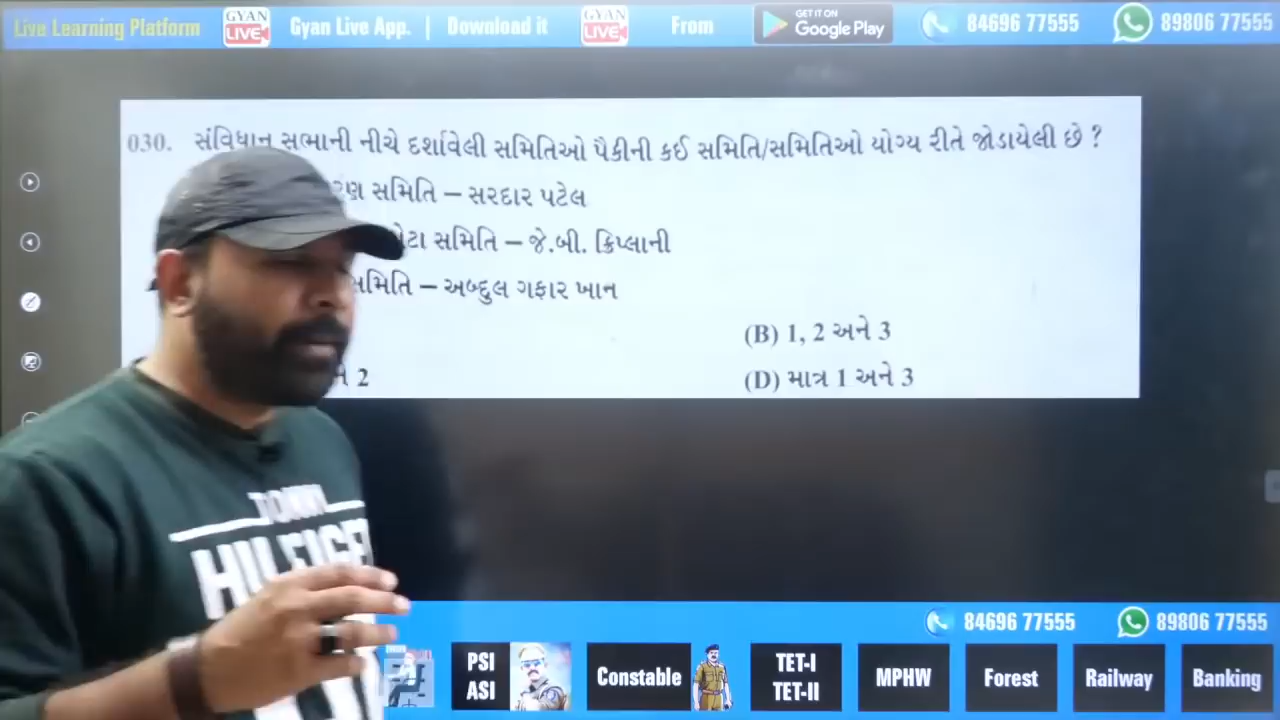 Live Learning Platform
GYAN LIVE
Gyan Live App. | Download it
GYAN LIVE
From
GET IT ON
Google Play
84696 77555
89806 77555
030. સંવિધાન સભાની નીચે દર્શાવેલી સમિતિઓ પૈકીની કઈ સમિતિ/સમિતિઓ યોગ્ય રીતે જોડાયેલી છે ?
સમિતિ – સરદાર પટેલ
સમિતિ – જે.બી. ક્રિપ્લાની
– અબ્દુલ ગફાર ખાન
(B) 1, 2 અને 3
2
(D) માત્ર 1 અને 3
TOMMY
HILFIGER
84696 77555
89806 77555
PSI
ASI
Constable
TET-I
TET-II
MPHW
Forest
Railway
Banking